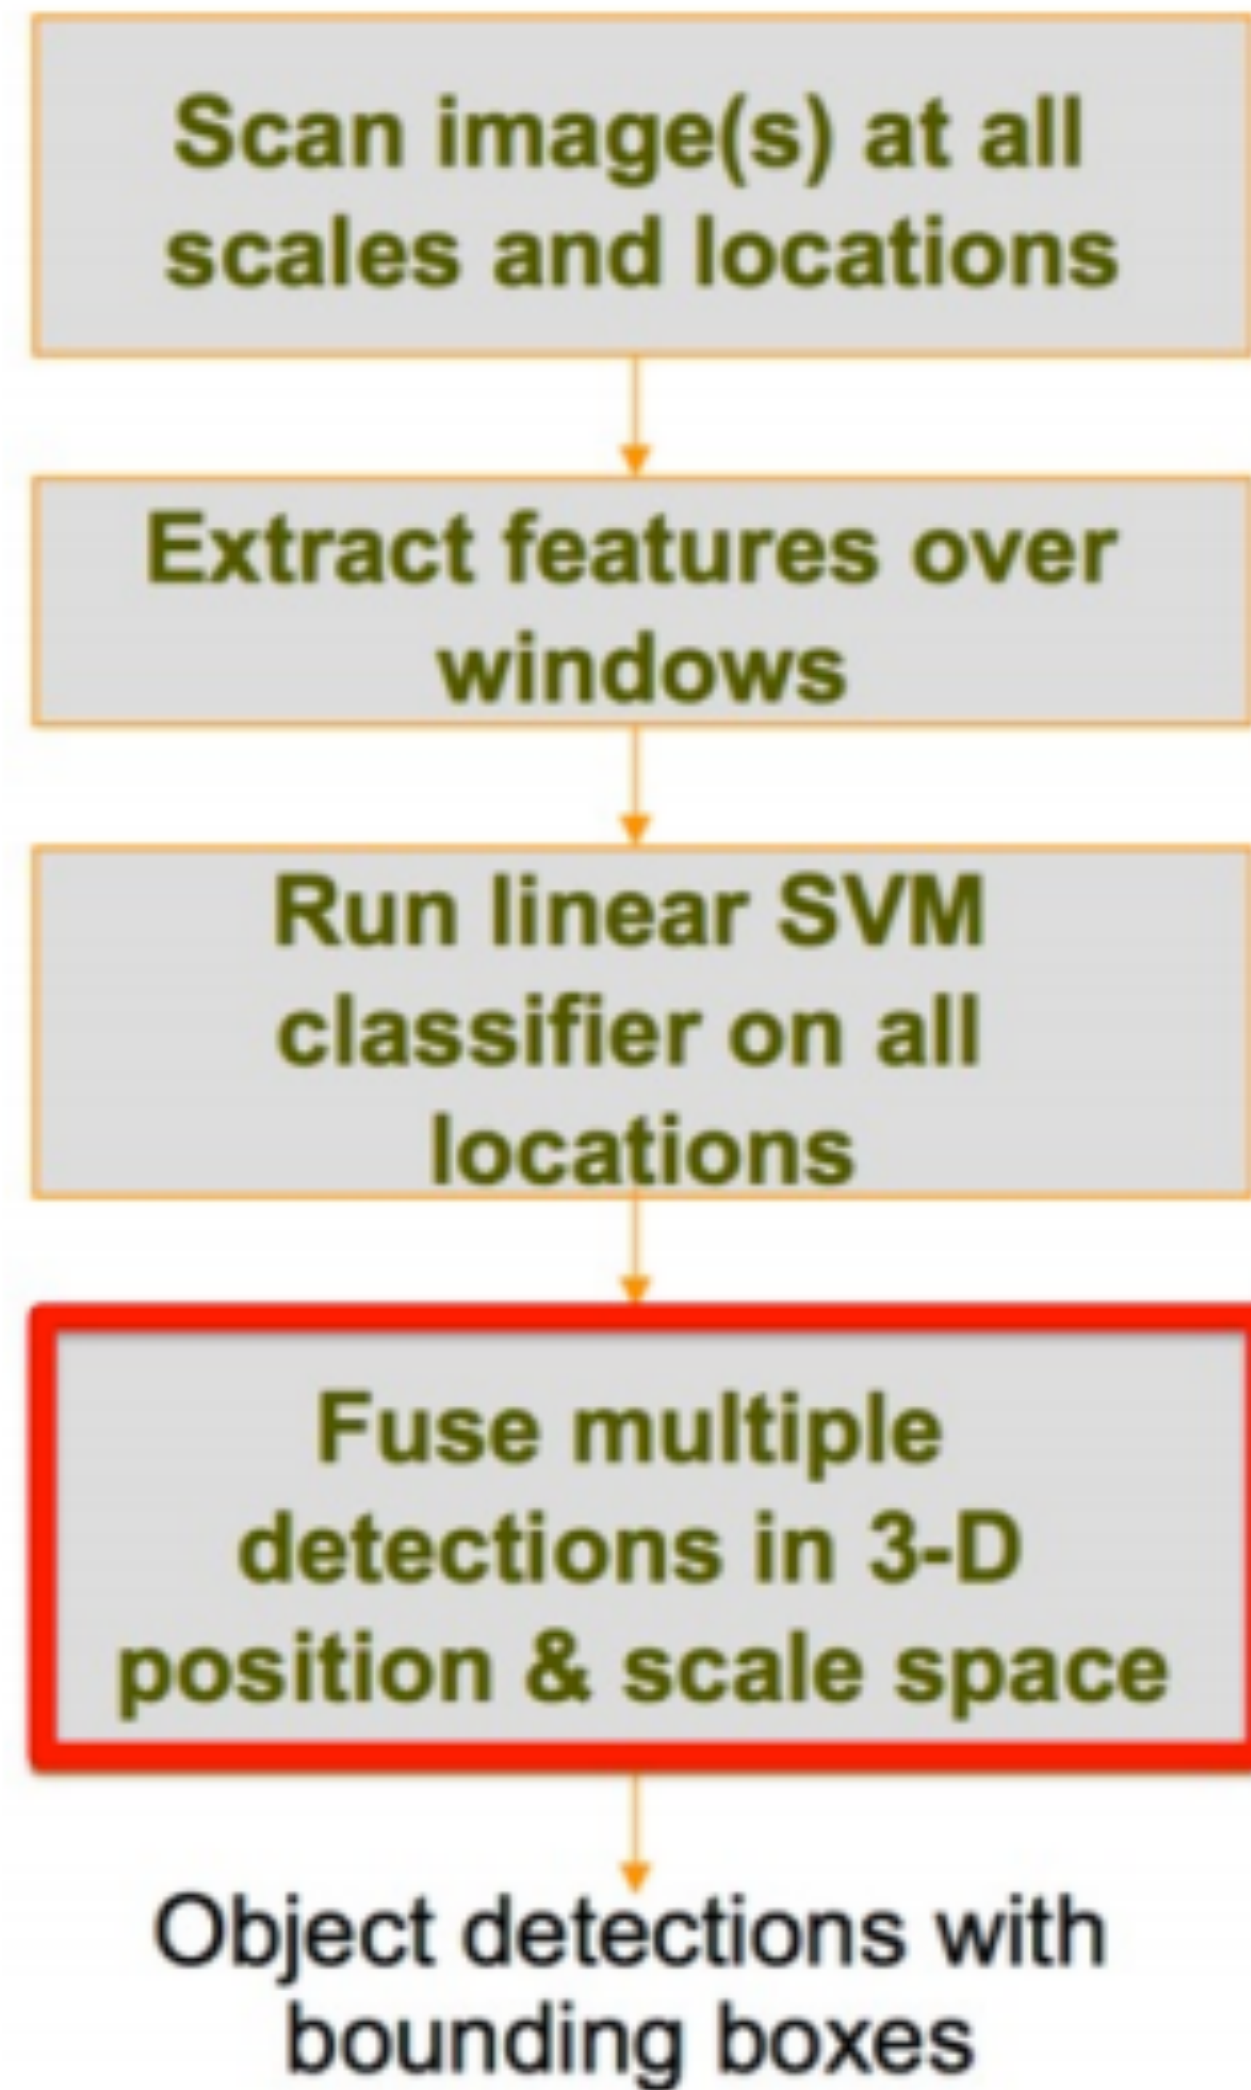 Scan image(s) at all
scales and locations
Extract features over
windows
Run linear SVM
classifier on all
locations
Fuse multiple
detections in 3-D
position & scale space
Object detections with
bounding boxes